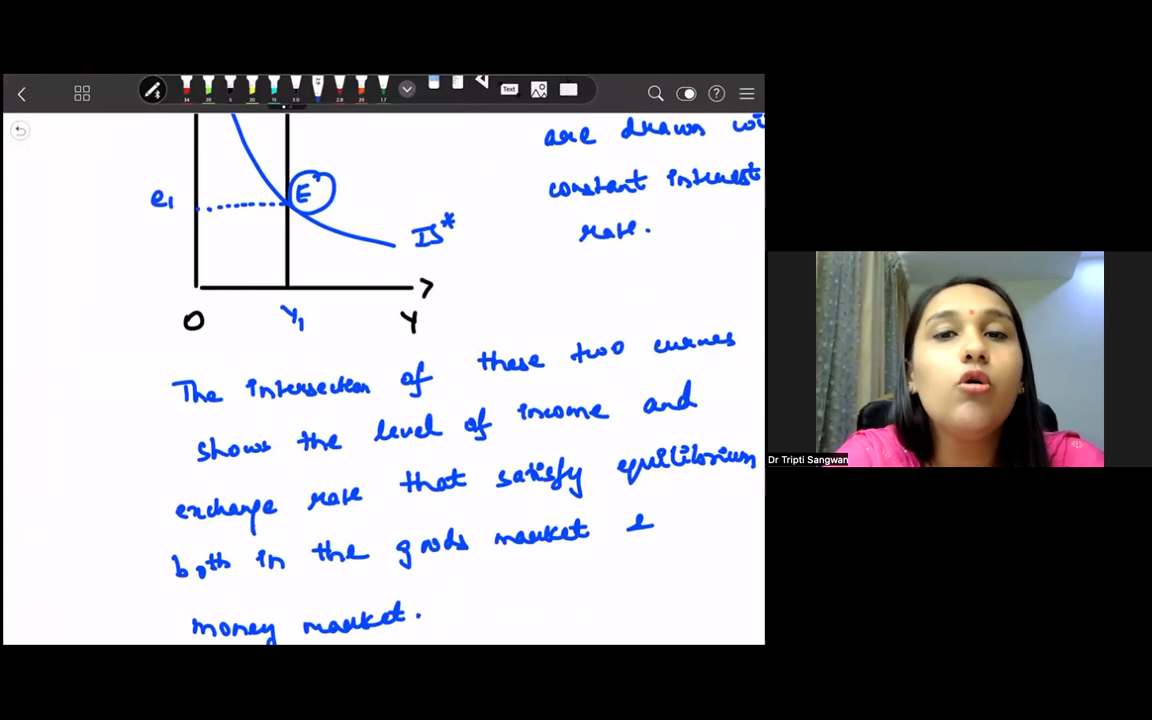 Text
are drawn wi
constant interest
rate.
e1
E*
IS*
O
Y1
Y
The intersection of these two curves
shows the level of income and
exchange rate that satisfy equilibrium
both in the goods market &
money market.
Dr Tripti Sangwan